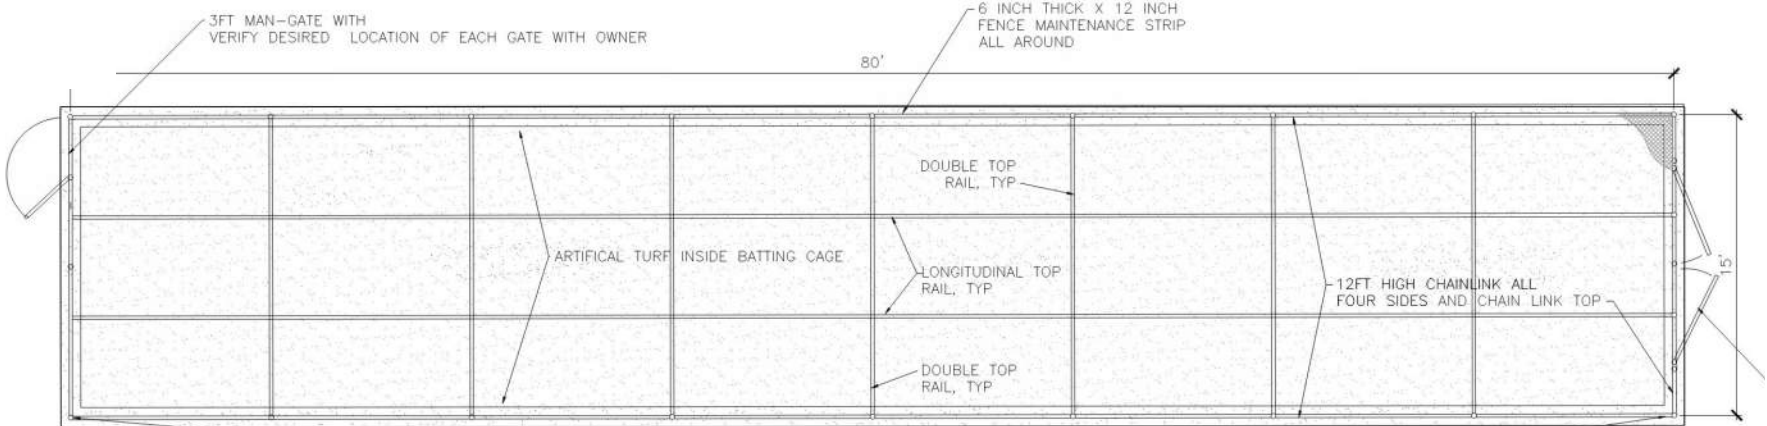 3FT MAN-GATE WITH
VERIFY DESIRED LOCATION OF EACH GATE WITH OWNER
6 INCH THICK X 12 INCH
FENCE MAINTENANCE STRIP
ALL AROUND
80'
DOUBLE TOP
RAIL, TYP
ARTIFICAL TURF INSIDE BATTING CAGE
LONGITUDINAL TOP
RAIL, TYP
12FT HIGH CHAINLINK ALL
FOUR SIDES AND CHAIN LINK TOP
15'
DOUBLE TOP
RAIL, TYP